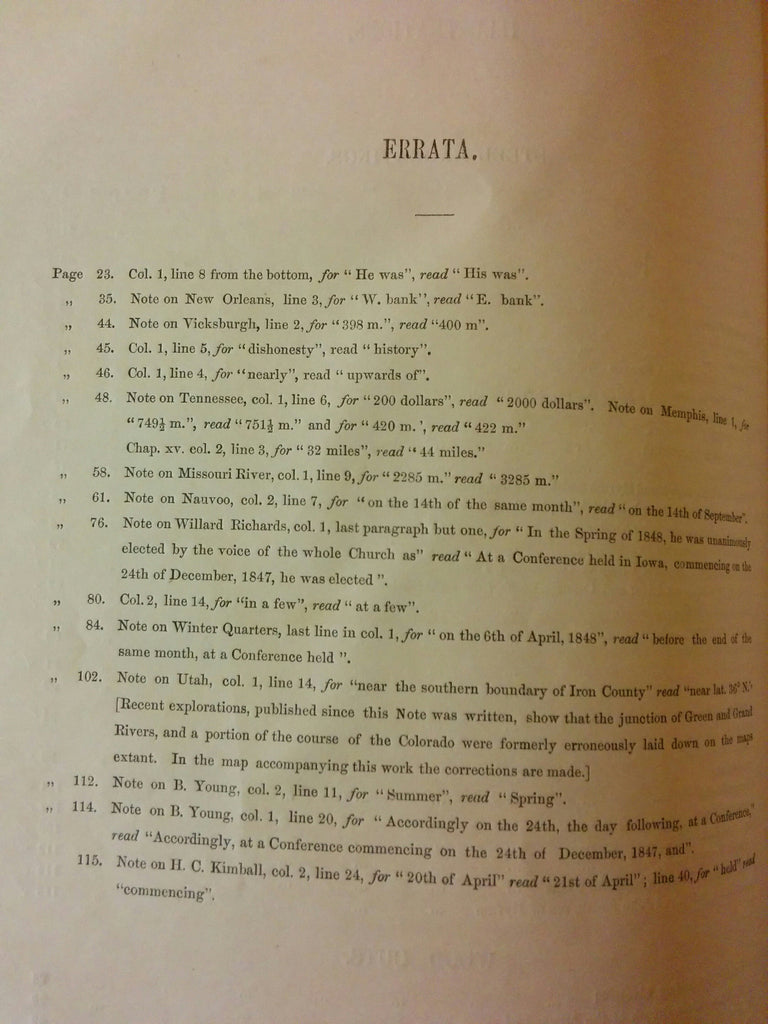 ERRATA.
Page 23. Col. 1, line 8 from the bottom, for "He was", read "His was".
„ 35. Note on New Orleans, line 3, for "W. bank", read "E. bank".
„ 44. Note on Vicksburgh, line 2, for "398 m.", read "400 m".
„ 45. Col. 1, line 5, for "dishonesty", read "history".
„ 46. Col. 1, line 4, for "nearly", read "upwards of".
„ 48. Note on Tennessee, col. 1, line 6, for "200 dollars", read "2000 dollars". Note on Memphis, line 1, for
"749½ m.", read "751½ m." and for "420 m.', read "422 m."
Chap. xv. col. 2, line 3, for "32 miles", read "44 miles."
„ 58. Note on Missouri River, col. 1, line 9, for "2285 m." read "3285 m."
„ 61. Note on Nauvoo, col. 2, line 7, for "on the 14th of the same month", read "on the 14th of September".
„ 76. Note on Willard Richards, col. 1, last paragraph but one, for "In the Spring of 1848, he was unanimously
elected by the voice of the whole Church as" read "At a Conference held in Iowa, commencing on the
24th of December, 1847, he was elected".
„ 80. Col. 2, line 14, for "in a few", read "at a few".
„ 84. Note on Winter Quarters, last line in col. 1, for "on the 6th of April, 1848", read "before the end of the
same month, at a Conference held".
„ 102. Note on Utah, col. 1, line 14, for "near the southern boundary of Iron County" read "near lat. 36° N."
[Recent explorations, published since this Note was written, show that the junction of Green and Grand
Rivers, and a portion of the course of the Colorado were formerly erroneously laid down on the maps
extant. In the map accompanying this work the corrections are made.]
„ 112. Note on B. Young, col. 2, line 11, for "Summer", read "Spring".
„ 114. Note on B. Young, col. 1, line 20, for "Accordingly on the 24th, the day following, at a Conference,"
read "Accordingly, at a Conference commencing on the 24th of December, 1847, and".
115. Note on H. C. Kimball, col. 2, line 24, for "20th of April" read "21st of April"; line 40, for "held" read
"commencing".